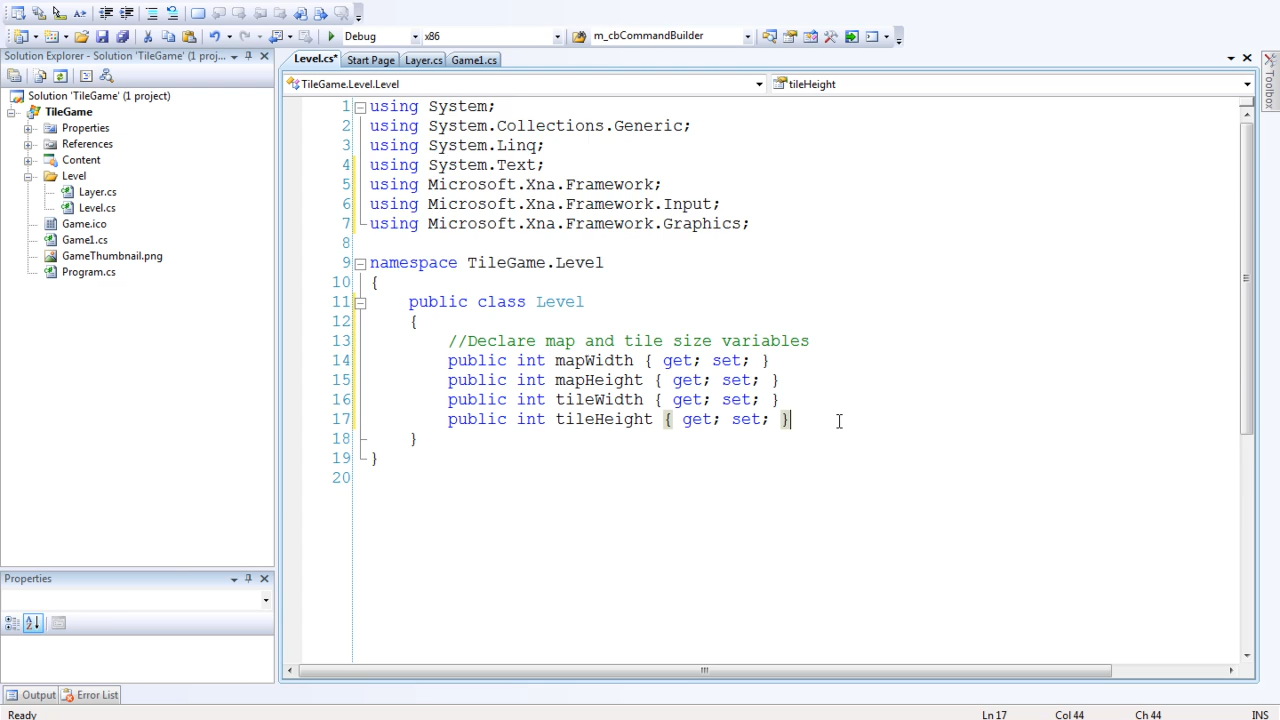 Debug
x86
m_cbCommandBuilder
Solution Explorer - Solution 'TileGame' (1 proj...
Level.cs*
Start Page
Layer.cs
Game1.cs
TileGame.Level.Level
tileHeight
Toolbox
Solution 'TileGame' (1 project)
TileGame
Properties
References
Content
Level
Layer.cs
Level.cs
Game.ico
Game1.cs
GameThumbnail.png
Program.cs
1 using System;
2 using System.Collections.Generic;
3 using System.Linq;
4 using System.Text;
5 using Microsoft.Xna.Framework;
6 using Microsoft.Xna.Framework.Input;
7 using Microsoft.Xna.Framework.Graphics;
8
9 namespace TileGame.Level
10 {
11 public class Level
12 {
13 //Declare map and tile size variables
14 public int mapWidth { get; set; }
15 public int mapHeight { get; set; }
16 public int tileWidth { get; set; }
17 public int tileHeight { get; set; }
18 }
19 }
20
Properties
Output
Error List
Ready
Ln 17
Col 44
Ch 44
INS